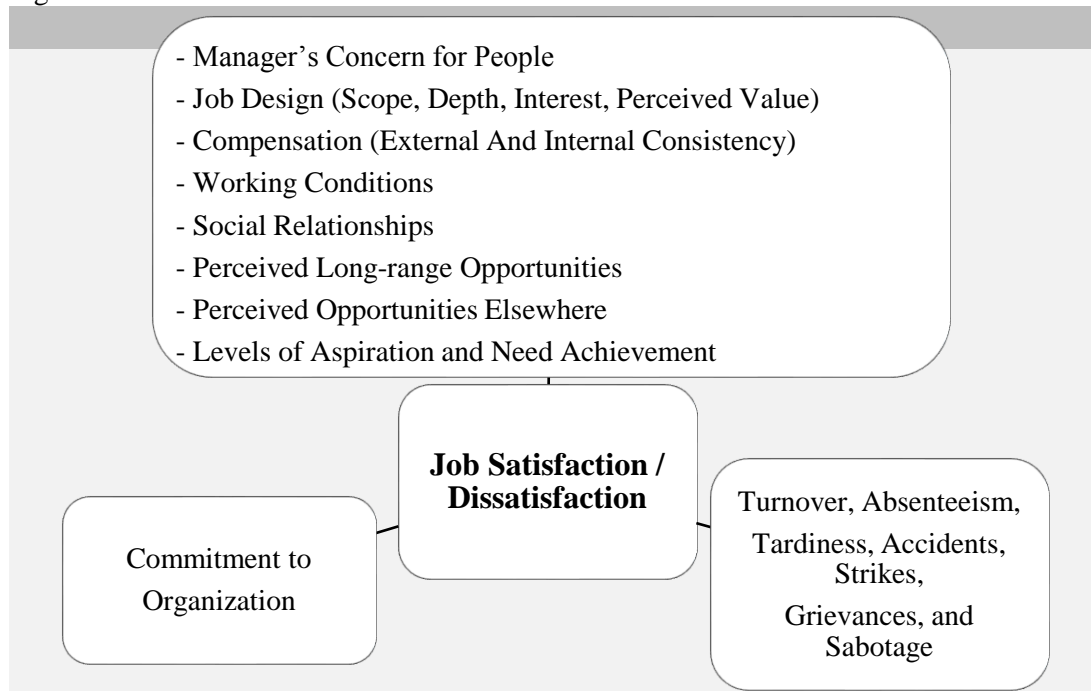 - Manager’s Concern for People
- Job Design (Scope, Depth, Interest, Perceived Value)
- Compensation (External And Internal Consistency)
- Working Conditions
- Social Relationships
- Perceived Long-range Opportunities
- Perceived Opportunities Elsewhere
- Levels of Aspiration and Need Achievement
Job Satisfaction /
Dissatisfaction
Commitment to
Organization
Turnover, Absenteeism,
Tardiness, Accidents,
Strikes,
Grievances, and
Sabotage